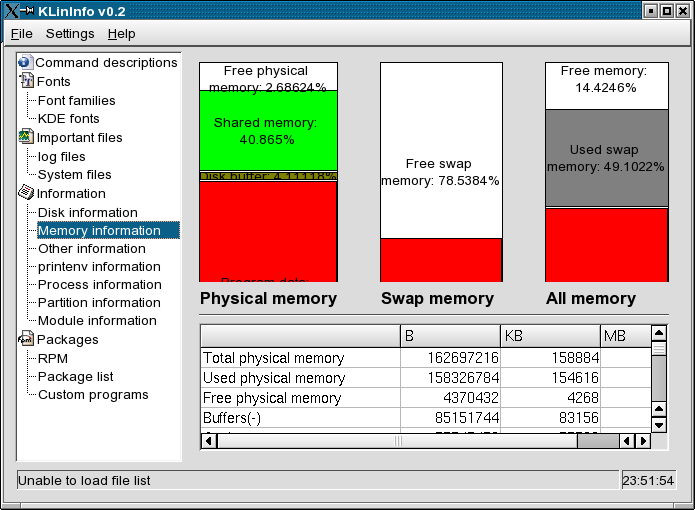 KLinInfo v0.2
File Settings Help
Command descriptions
Fonts
Font families
KDE fonts
Important files
log files
System files
Information
Disk information
Memory information
Other information
printenv information
Process information
Partition information
Module information
Packages
RPM
Package list
Custom programs
Free physical
memory: 2.68624%
Shared memory:
40.865%
Disk buffer: 4.11118%
Program data
Physical memory
Free swap
memory: 78.5384%
Swap memory
Free memory:
14.4246%
Used swap
memory: 49.1022%
All memory
B KB MB
Total physical memory 162697216 158884
Used physical memory 158326784 154616
Free physical memory 4370432 4268
Buffers(-) 85151744 83156
Unable to load file list 23:51:54